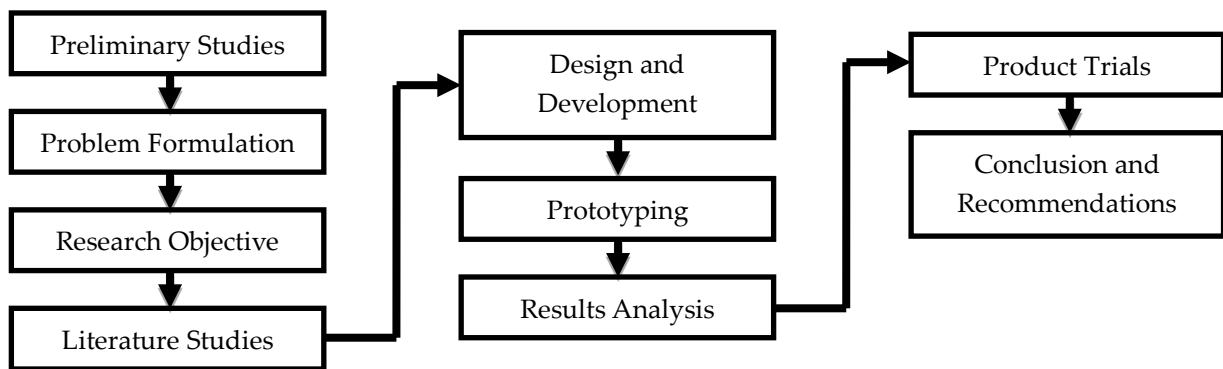 Preliminary Studies
Problem Formulation
Research Objective
Literature Studies
Design and
Development
Prototyping
Results Analysis
Product Trials
Conclusion and
Recommendations